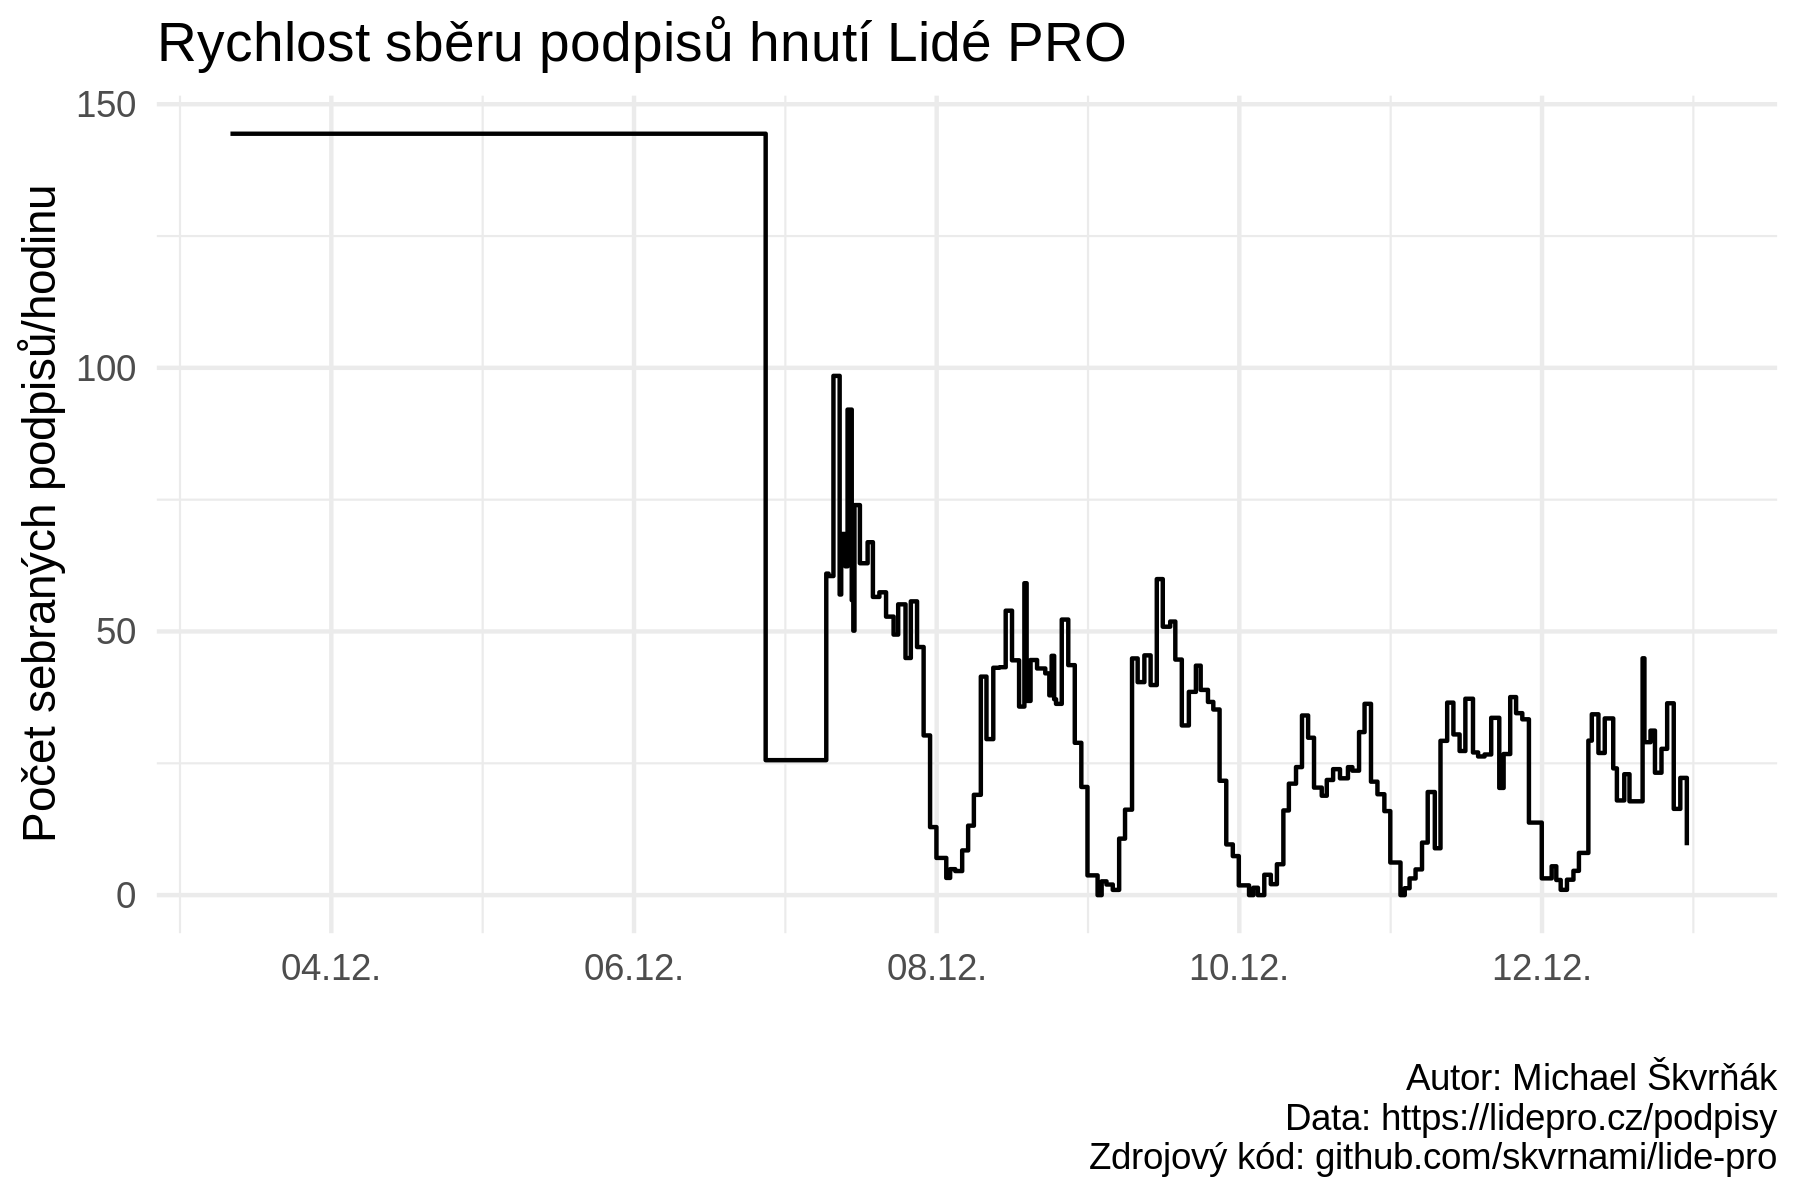 Rychlost sběru podpisů hnutí Lidé PRO
Počet sebraných podpisů/hodinu
150
100
50
0
04.12.
06.12.
08.12.
10.12.
12.12.
Autor: Michael Škvrňák
Data: https://lidepro.cz/podpisy
Zdrojový kód: github.com/skvrnami/lide-pro